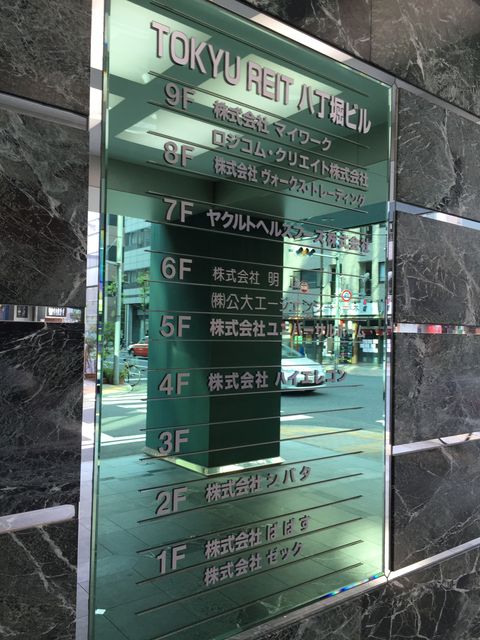 TOKYU REIT 八丁堀ビル
9F 株式会社 マイワーク
ロジコム・クリエイト株式会社
8F 株式会社 ヴォークス・トレーディング
7F ヤクルトヘルスフーズ株式会社
6F 株式会社 明
㈱公大エージェンシー
5F 株式会社ユニバーサル
4F 株式会社 ハイエレコン
3F
2F 株式会社 シバタ
1F 株式会社 ぱぱす
株式会社 ゼック